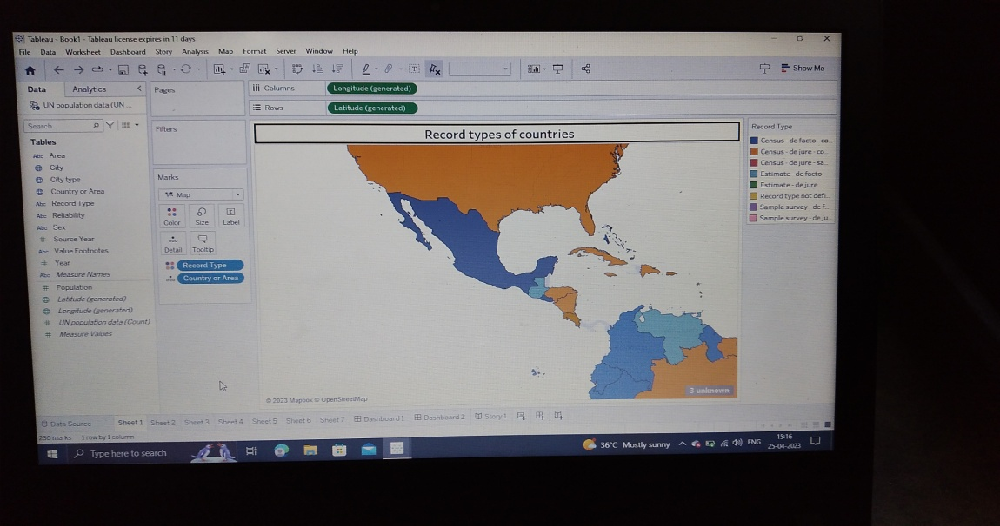 Tableau - Book1 - Tableau license expires in 11 days
File Data Worksheet Dashboard Story Analysis Map Format Server Window Help
Show Me
Data Analytics
Pages
iii Columns Longitude (generated)
UN population data (UN ...
Rows Latitude (generated)
Search
Filters
Record types of countries
Record Type
Tables
Census - de facto - co...
Abc Area
Census - de jure - co...
City
Census - de jure - sa...
City type
Marks
Estimate - de facto
Country or Area
Estimate - de jure
Abc Record Type
Map
Record type not defi...
Abc Reliability
Sample survey - de f...
Abc Sex
Color Size Label
Sample survey - de ju...
# Source Year
Abc Value Footnotes
Detail Tooltip
# Year
Record Type
Abc Measure Names
Country or Area
# Population
Latitude (generated)
Longitude (generated)
# UN population data (Count)
# Measure Values
3 unknown
© 2023 Mapbox © OpenStreetMap
Data Source Sheet 1 Sheet 2 Sheet 3 Sheet 4 Sheet 5 Sheet 6 Sheet 7 Dashboard 1 Dashboard 2 Story 1
230 marks 1 row by 1 column
Type here to search
36°C Mostly sunny
ENG
15:16
25-04-2023